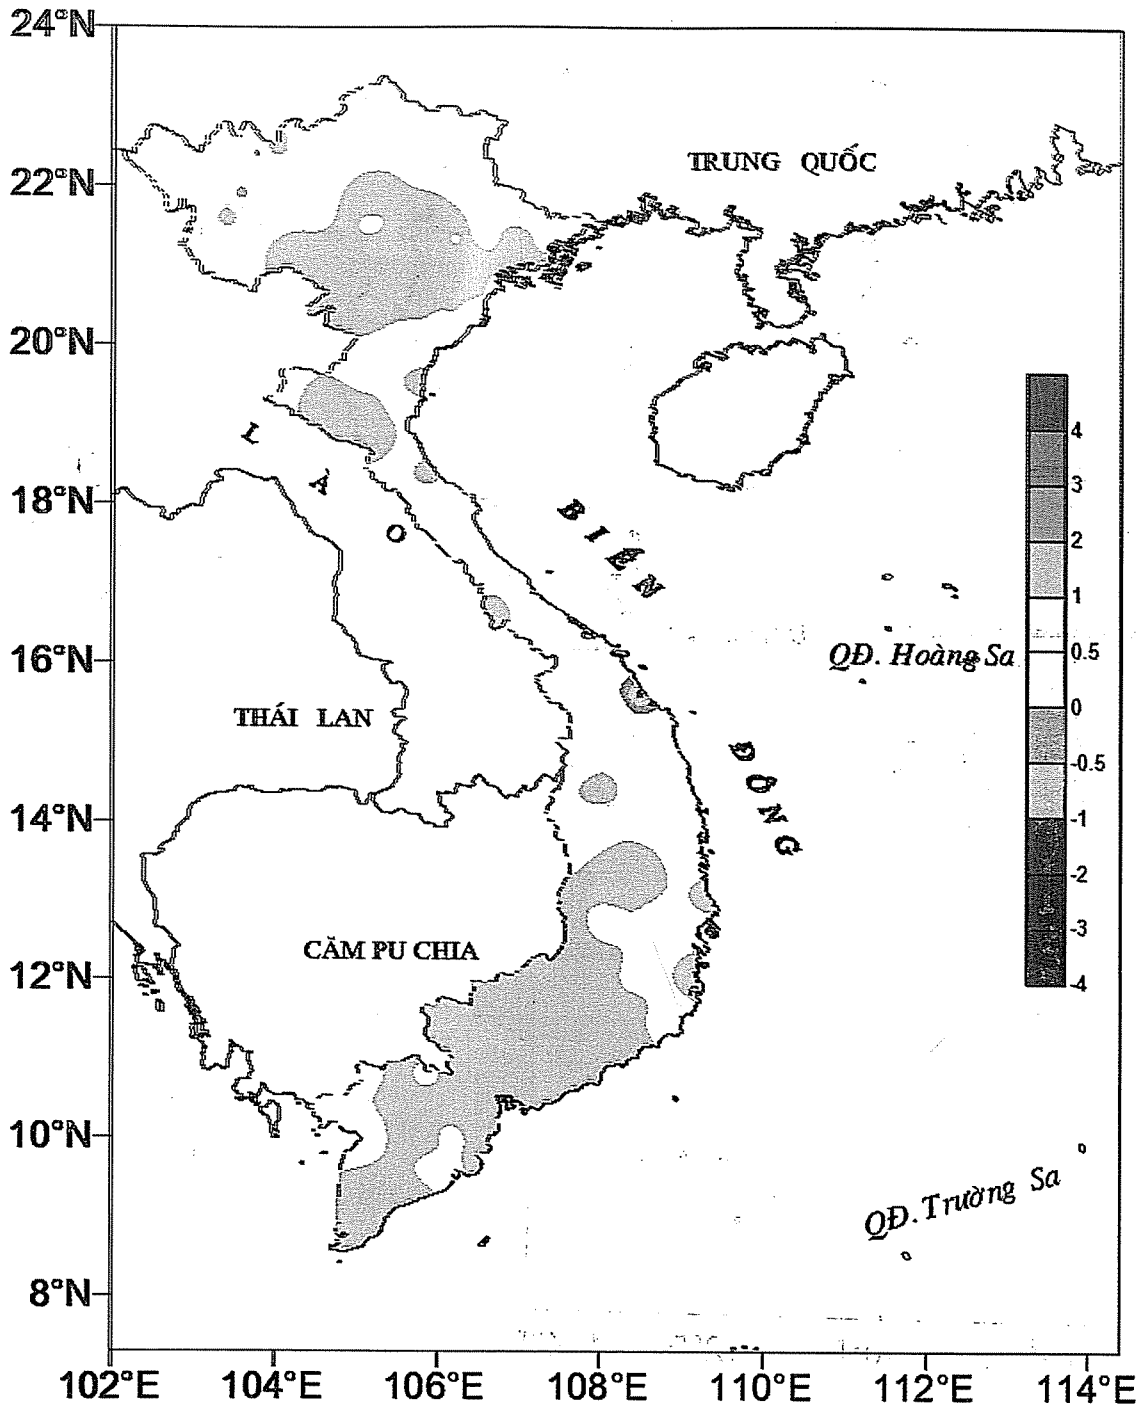 24°N
22°N
20°N
18°N
16°N
14°N
12°N
10°N
8°N
102°E 104°E 106°E 108°E 110°E 112°E 114°E
TRUNG QUỐC
LÀO
BIỂN ĐÔNG
QĐ. Hoàng Sa
THÁI LAN
CĂM PU CHIA
QĐ. Trường Sa
4
3
2
1
0.5
0
-0.5
-1
-2
-3
-4